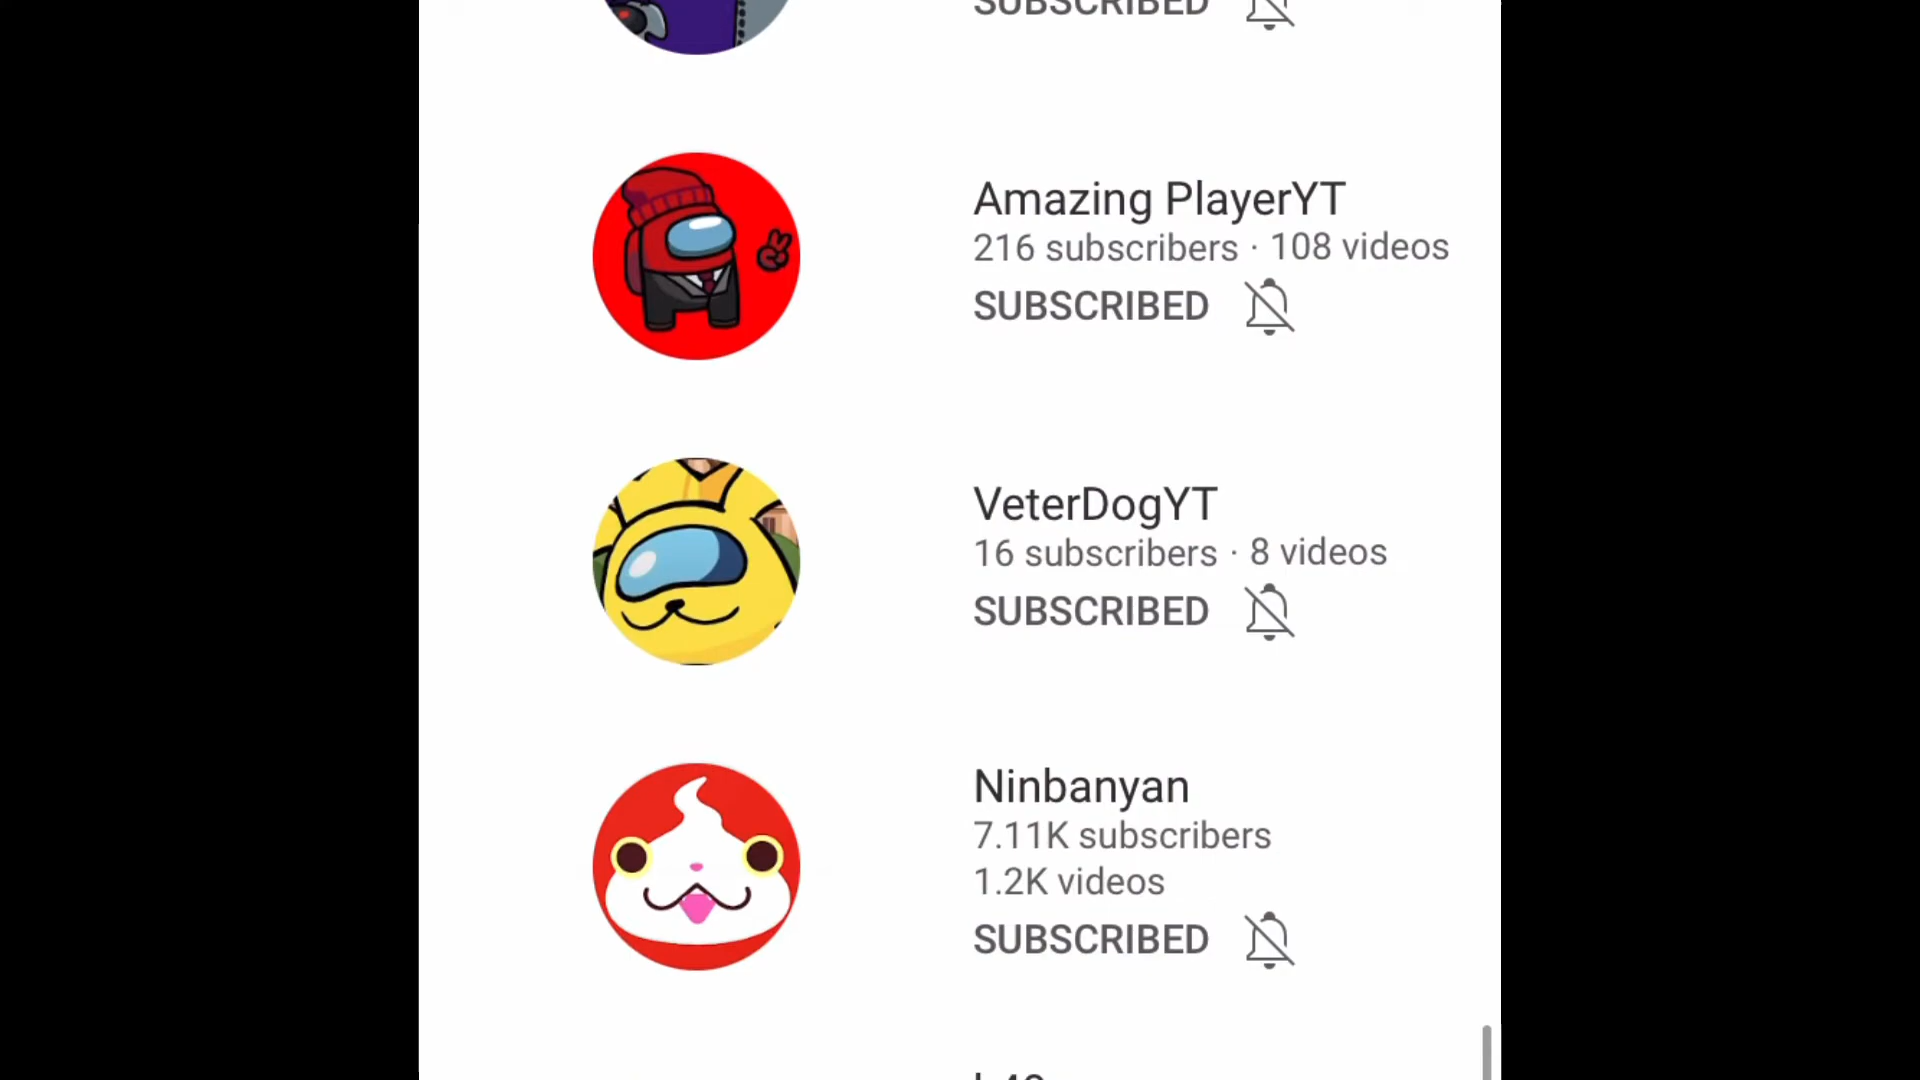 SUBSCRIBED
Amazing PlayerYT
216 subscribers · 108 videos
SUBSCRIBED
VeterDogYT
16 subscribers · 8 videos
SUBSCRIBED
Ninbanyan
7.11K subscribers
1.2K videos
SUBSCRIBED